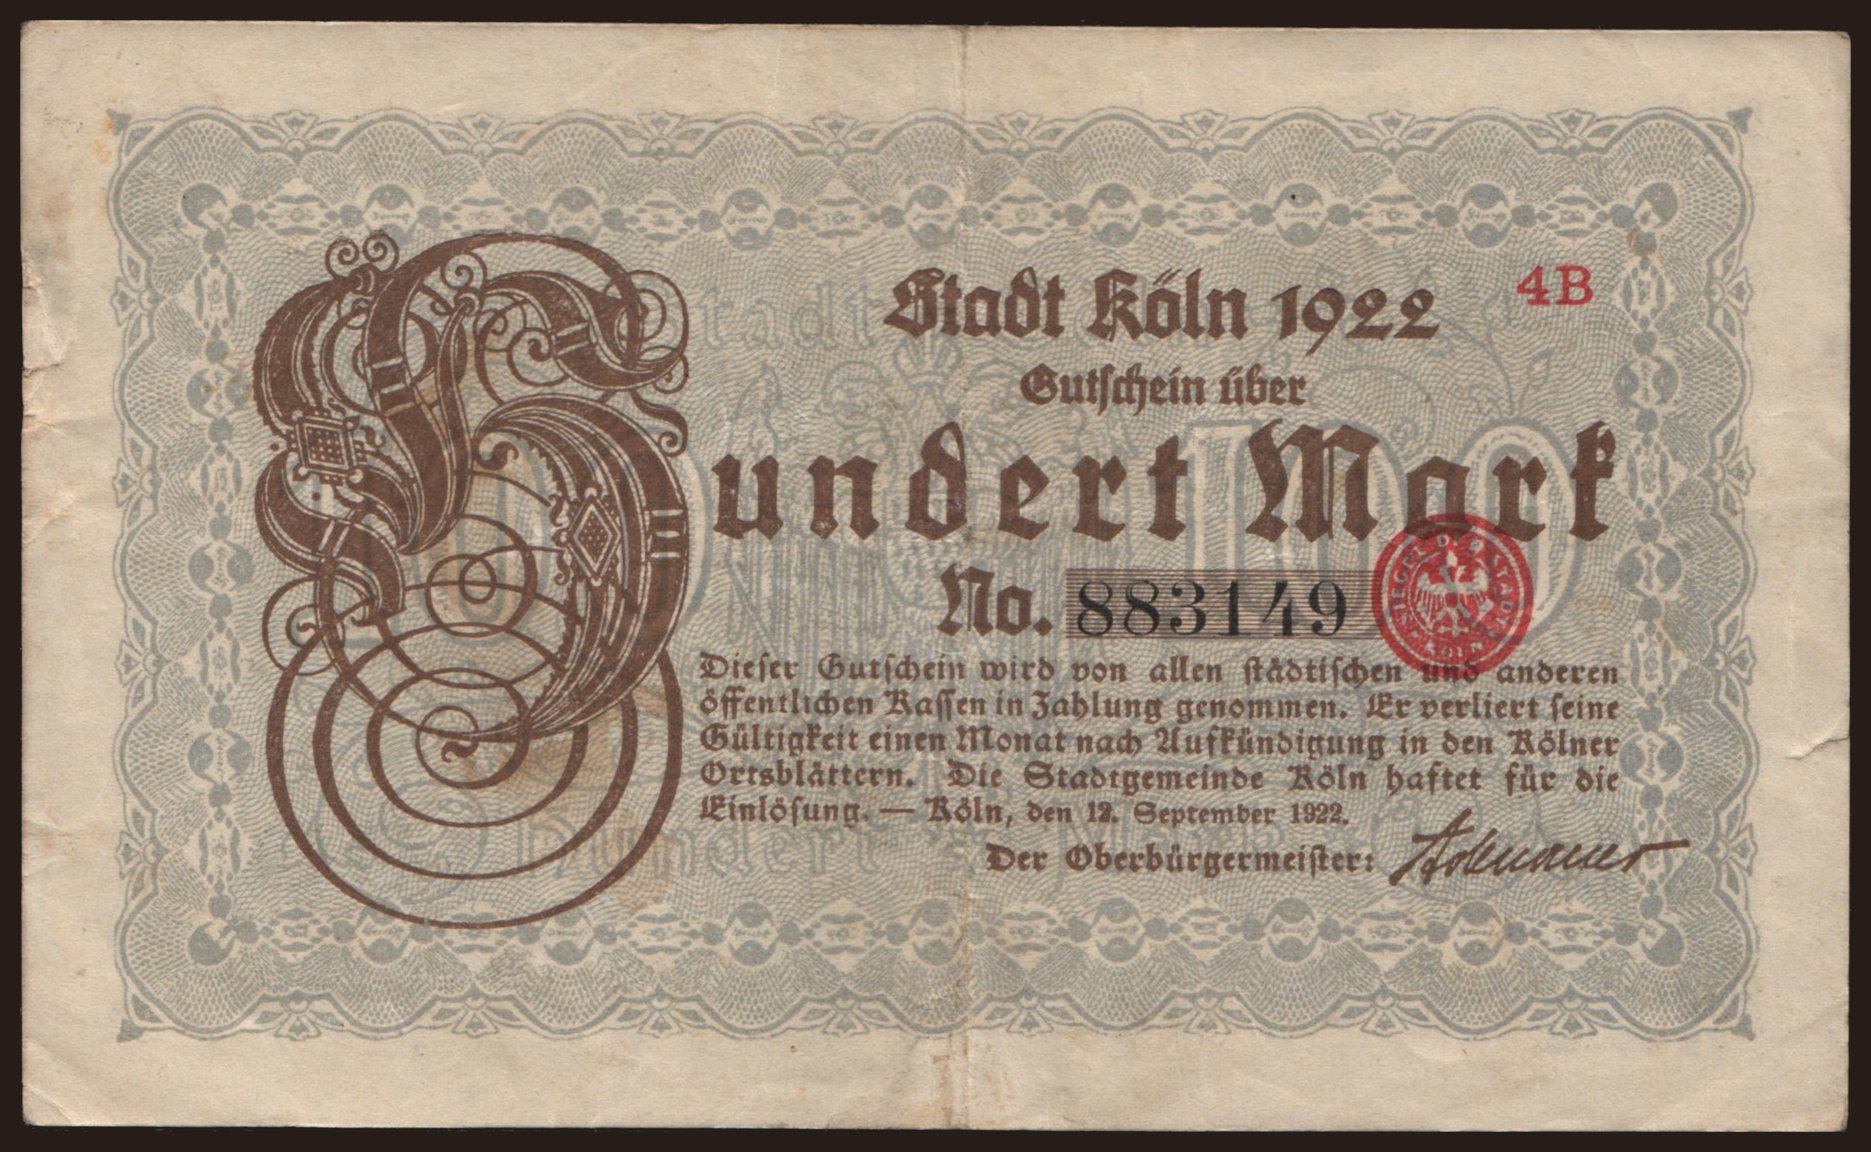 Stadt Köln 1922
4B
Gutschein über
Hundert Mark
No. 883149
Dieser Gutschein wird von allen städtischen und anderen
öffentlichen Kassen in Zahlung genommen. Er verliert seine
Gültigkeit einen Monat nach Aufkündigung in den Kölner
Ortsblättern. Die Stadtgemeinde Köln haftet für die
Einlösung. — Köln, den 12. September 1922.
Der Oberbürgermeister: Adenauer